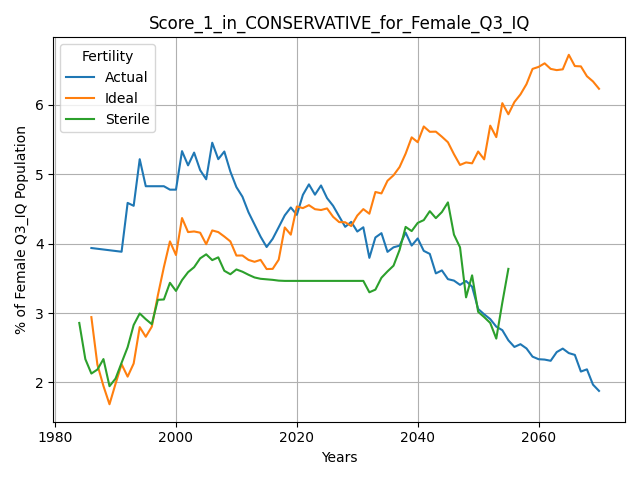 Score_1_in_CONSERVATIVE_for_Female_Q3_IQ
Fertility
Actual
Ideal
Sterile
% of Female Q3_IQ Population
6
5
4
3
2
1980
2000
2020
2040
2060
Years